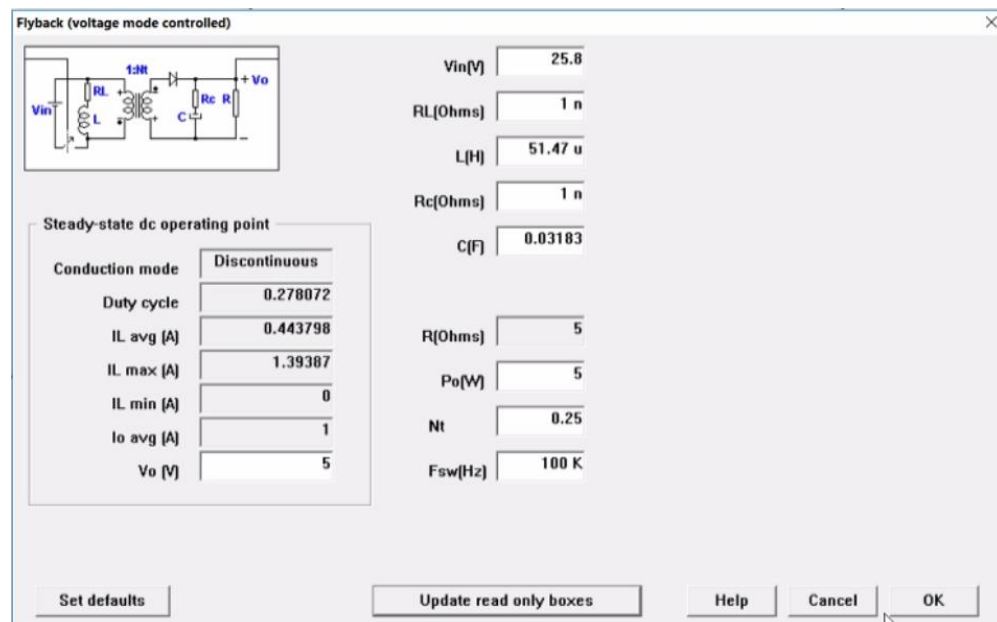 Flyback (voltage mode controlled)
1:Nt
+ Vo
RL
+
Rc R
Vin
L
C
+
-
Vin(V) 25.8
RL(Ohms) 1 n
L(H) 51.47 u
Rc(Ohms) 1 n
C(F) 0.03183
Steady-state dc operating point
Conduction mode Discontinuous
Duty cycle 0.278072
IL avg (A) 0.443798
IL max (A) 1.39387
IL min (A) 0
Io avg (A) 1
Vo (V) 5
R(Ohms) 5
Po(W) 5
Nt 0.25
Fsw(Hz) 100 K
Set defaults
Update read only boxes
Help
Cancel
OK